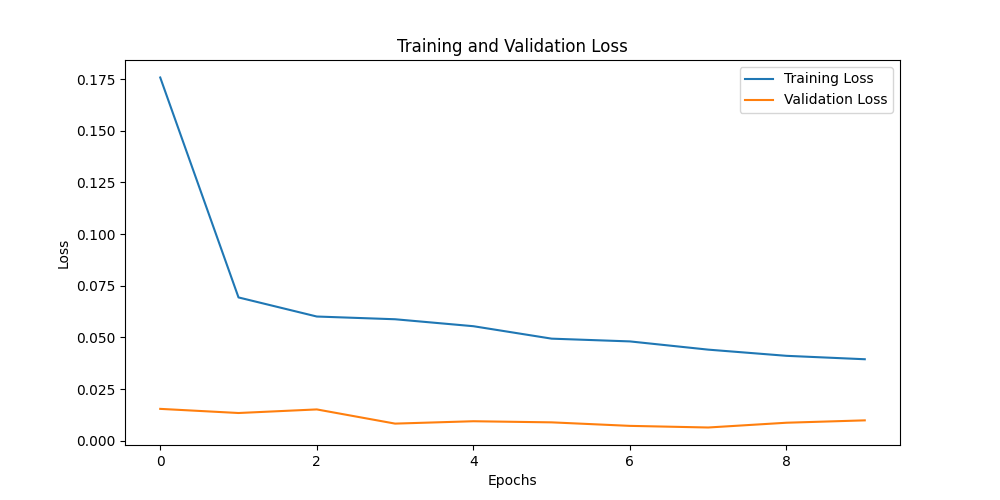 Training and Validation Loss
Training Loss
Validation Loss
0.175
0.150
0.125
0.100
0.075
0.050
0.025
0.000
Loss
0 2 4 6 8
Epochs